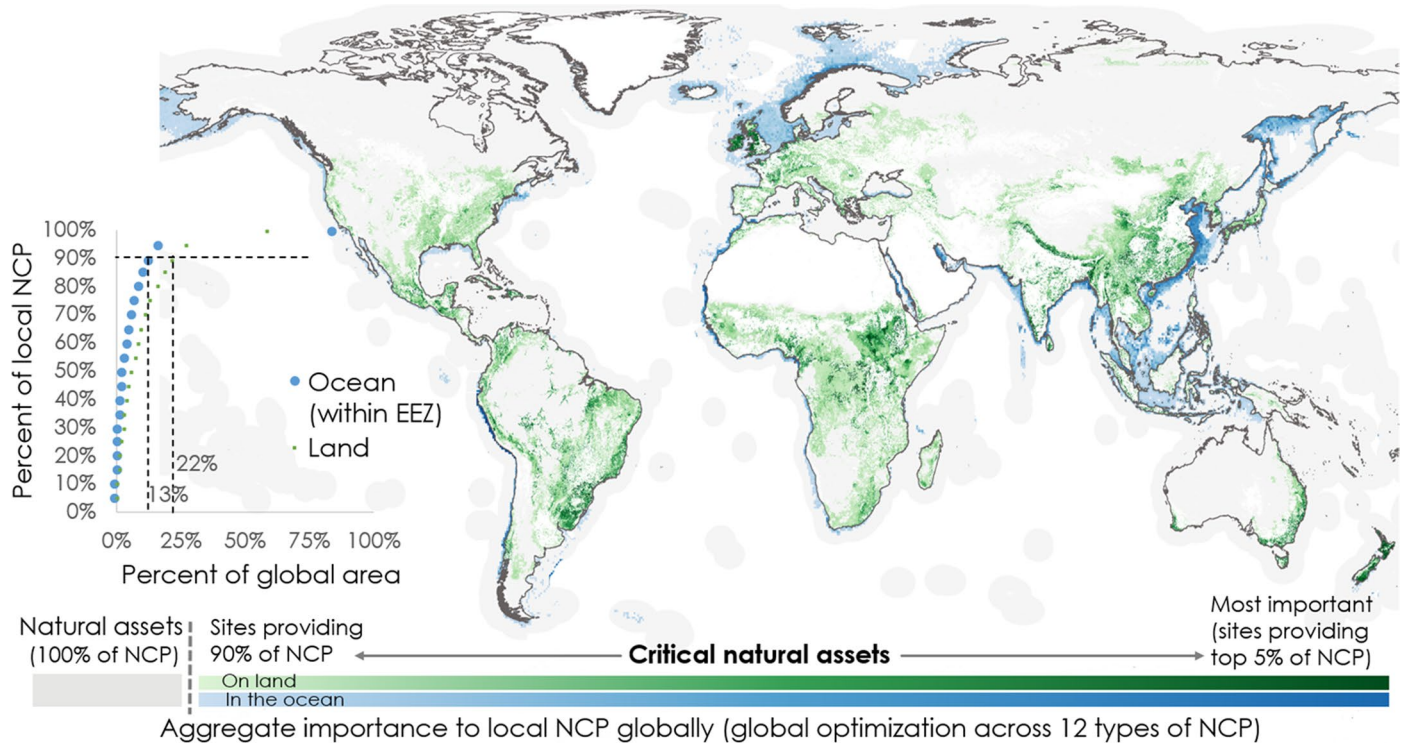 Percent of local NCP
100%
90%
80%
70%
60%
50%
40%
30%
20%
10%
0%
22%
13%
0% 25% 50% 75% 100%
Percent of global area
Ocean
(within EEZ)
Land
Natural assets
(100% of NCP)
Sites providing
90% of NCP
Critical natural assets
Most important
(sites providing
top 5% of NCP)
On land
In the ocean
Aggregate importance to local NCP globally (global optimization across 12 types of NCP)